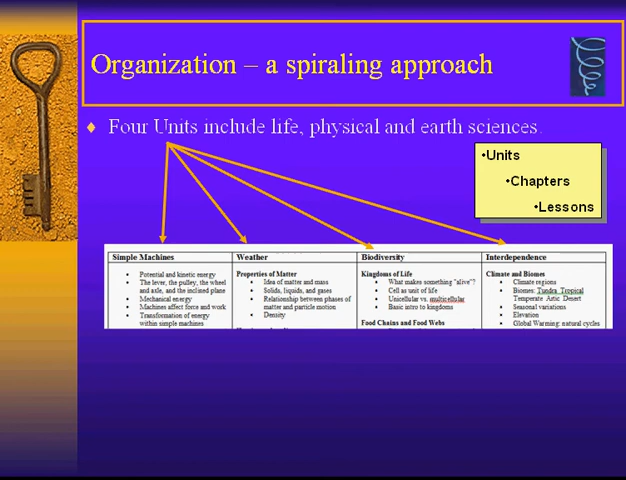 Organization – a spiraling approach
♦ Four Units include life, physical and earth sciences.
•Units
•Chapters
•Lessons
Simple Machines
• Potential and kinetic energy
• The lever, the pulley, the wheel
and axle, and the inclined plane
• Mechanical energy
• Machines affect force and work
• Transformation of energy
within simple machines
Weather
Properties of Matter
• Idea of matter and mass
• Solids, liquids, and gases
• Relationship between phases of
matter and particle motion
• Density
Biodiversity
Kingdoms of Life
• What makes something "alive"?
• Cell as unit of life
• Unicellular vs. multicellular
• Basic intro to kingdoms
Food Chains and Food Webs
Interdependence
Climate and Biomes
• Climate regions
• Biomes: Tundra Tropical
Temperate Artic Desert
• Seasonal variations
• Elevation
• Global Warming: natural cycles